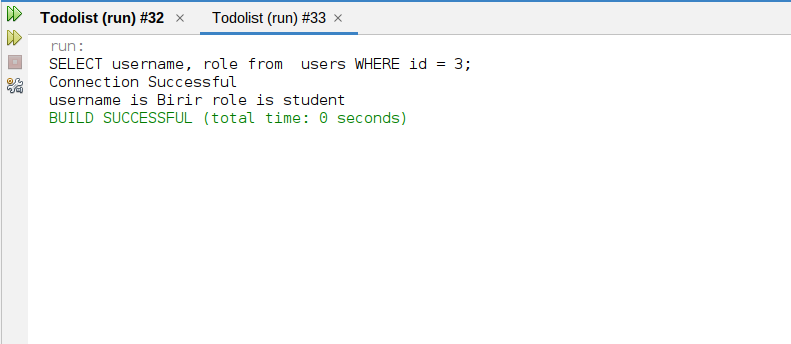 Todolist (run) #32 × Todolist (run) #33 ×
run:
SELECT username, role from  users WHERE id = 3;
Connection Successful
username is Birir role is student
BUILD SUCCESSFUL (total time: 0 seconds)